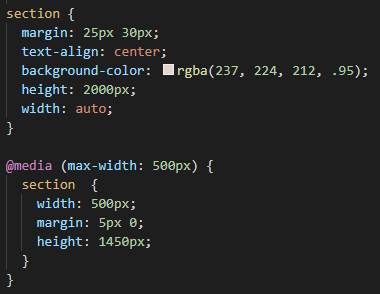 section {
margin: 25px 30px;
text-align: center;
background-color: rgba(237, 224, 212, .95);
height: 2000px;
width: auto;
}
@media (max-width: 500px) {
section  {
width: 500px;
margin: 5px 0;
height: 1450px;
}
}